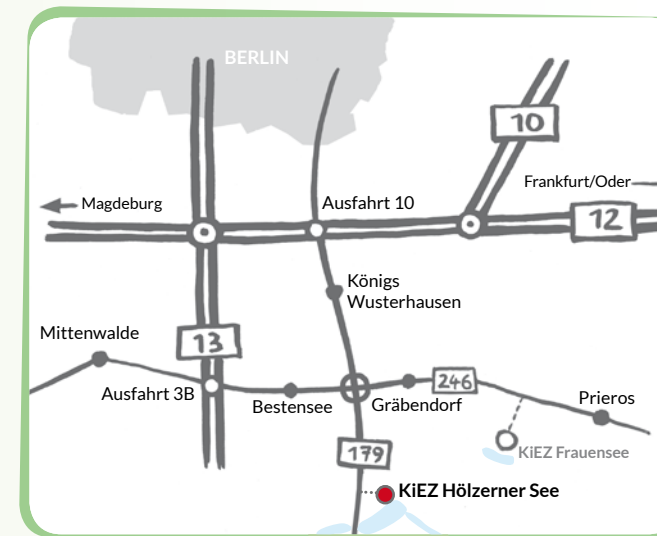 BERLIN
10
Frankfurt/Oder
Magdeburg
Ausfahrt 10
12
Königs
Wusterhausen
Mittenwalde
13
Ausfahrt 3B
Bestensee
Gräbendorf
246
Prieros
KiEZ Frauensee
179
KiEZ Hölzerner See